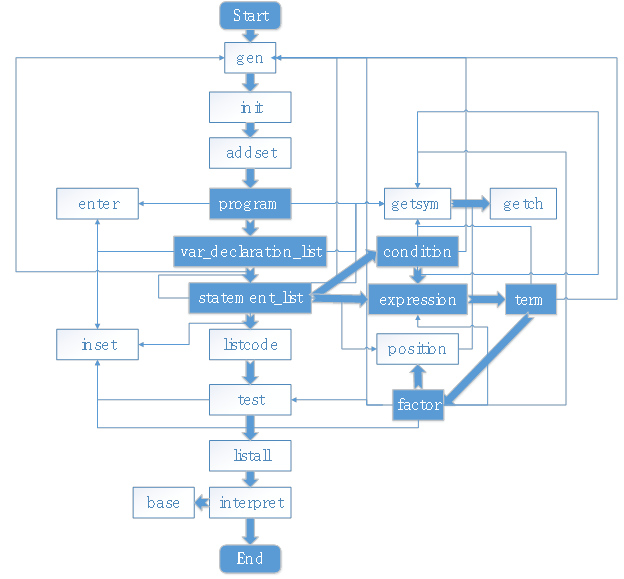 Start
gen
init
addset
enter
program
getsym
getch
var_declaration_list
condition
statement_list
expression
term
inset
listcode
position
test
factor
listall
base
interpret
End